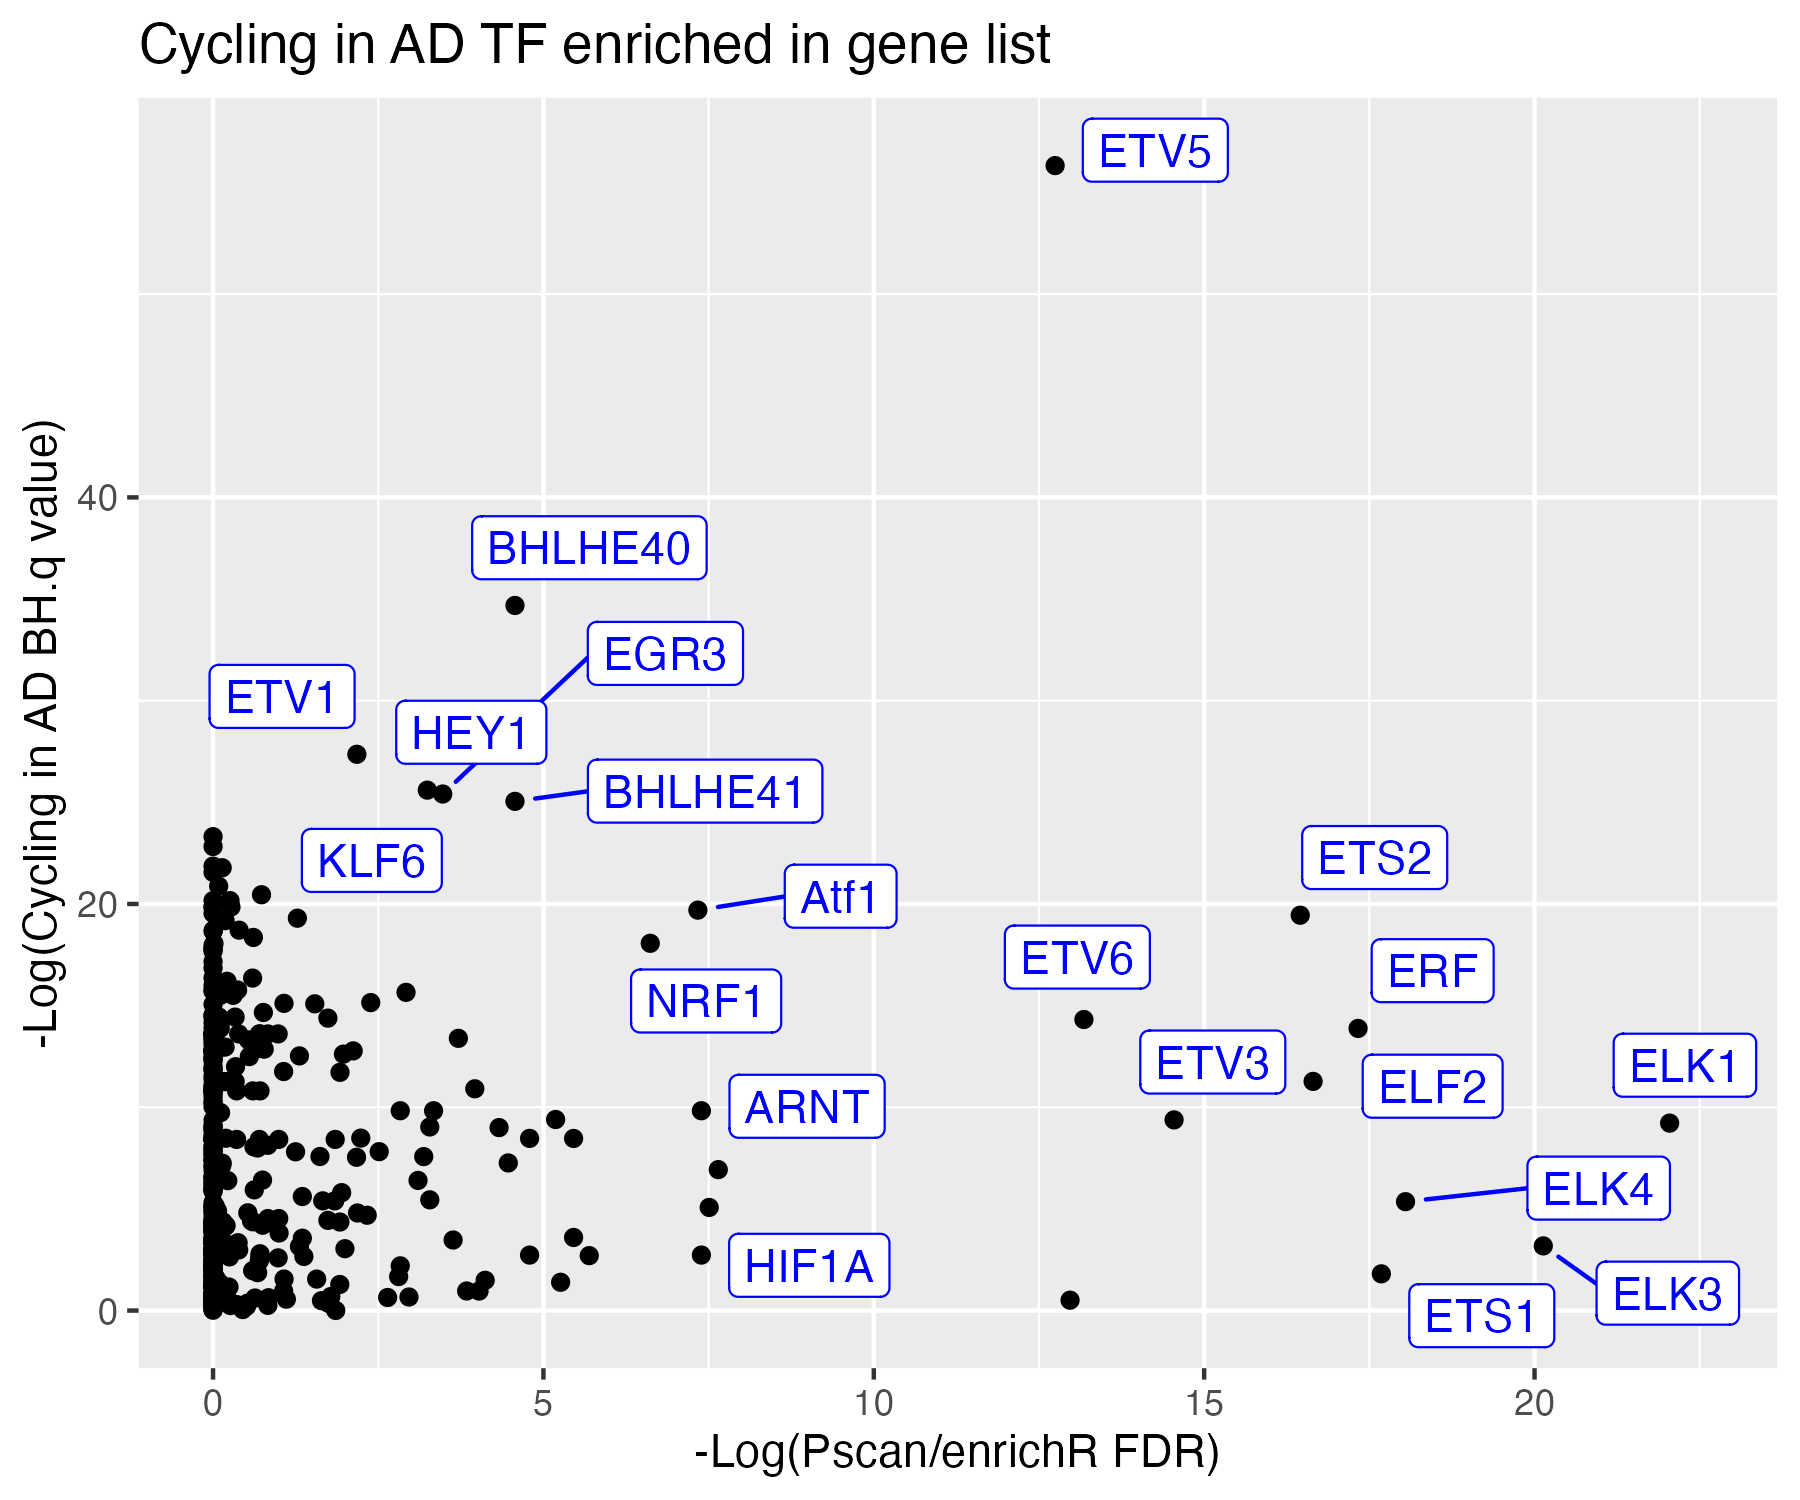 Cycling in AD TF enriched in gene list
-Log(Cycling in AD BH.q value)
40
20
0
ETV5
BHLHE40
EGR3
ETV1
HEY1
BHLHE41
KLF6
Atf1
ETS2
NRF1
ETV6
ERF
ETV3
ELK1
ARNT
ELF2
ELK4
HIF1A
ELK3
ETS1
0
5
10
15
20
-Log(Pscan/enrichR FDR)